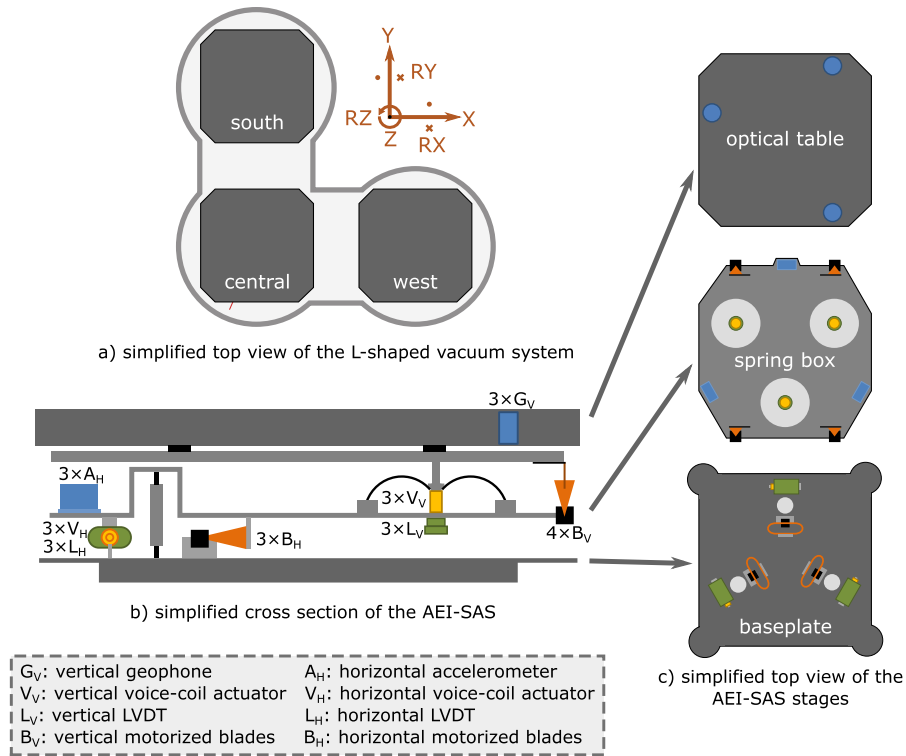 Y
RY
south
RZ
X
Z
RX
central
west
a) simplified top view of the L-shaped vacuum system
optical table
spring box
baseplate
c) simplified top view of the
AEI-SAS stages
3×G_V
3×A_H
3×V_V
3×V_H
3×L_V
4×B_V
3×L_H
3×B_H
b) simplified cross section of the AEI-SAS
G_V: vertical geophone
A_H: horizontal accelerometer
V_V: vertical voice-coil actuator
V_H: horizontal voice-coil actuator
L_V: vertical LVDT
L_H: horizontal LVDT
B_V: vertical motorized blades
B_H: horizontal motorized blades